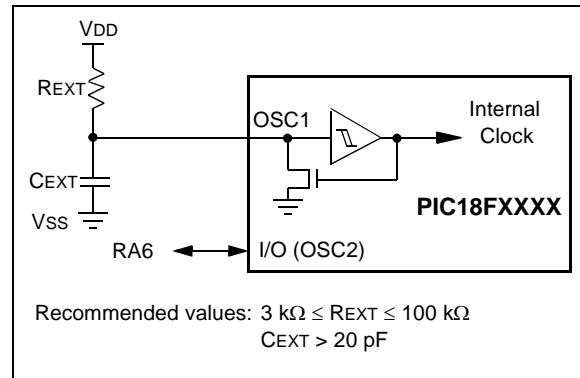 VDD
REXT
OSC1
Internal
Clock
CEXT
PIC18FXXXX
VSS
RA6
I/O (OSC2)
Recommended values: 3 kΩ ≤ REXT ≤ 100 kΩ
CEXT > 20 pF